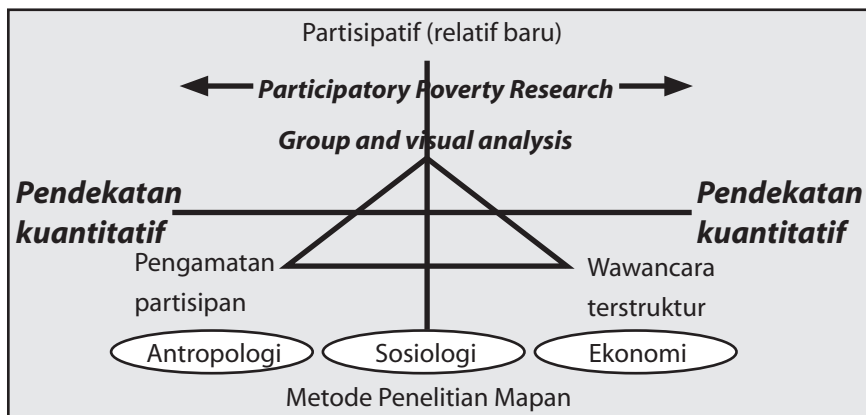 Partisipatif (relatif baru)
Participatory Poverty Research
Group and visual analysis
Pendekatan
kuantitatif
Pendekatan
kuantitatif
Pengamatan
partisipan
Wawancara
terstruktur
Antropologi
Sosiologi
Ekonomi
Metode Penelitian Mapan